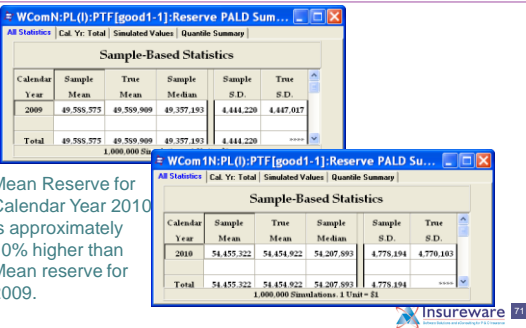 WComN:PL(I):PTF[good1-1]:Reserve PALD Sum...
All Statistics Cal. Yr: Total Simulated Values Quantile Summary
Sample-Based Statistics
Calendar Sample True Sample Sample True
Year Mean Mean Median S.D. S.D.
2009 49,588,575 49,589,909 49,357,193 4,444,220 4,447,017
Total 49,588,575 49,589,909 49,357,193 4,444,220 ****
WCom1N:PL(I):PTF[good1-1]:Reserve PALD Su...
All Statistics Cal. Yr: Total Simulated Values Quantile Summary
Sample-Based Statistics
Calendar Sample True Sample Sample True
Year Mean Mean Median S.D. S.D.
2010 54,455,322 54,454,922 54,207,893 4,778,194 4,770,103
Total 54,455,322 54,454,922 54,207,893 4,778,194 ****
1,000,000 Simulations. 1 Unit = $1
Mean Reserve for
Calendar Year 2010
is approximately
10% higher than
Mean reserve for
2009.
Insureware 71